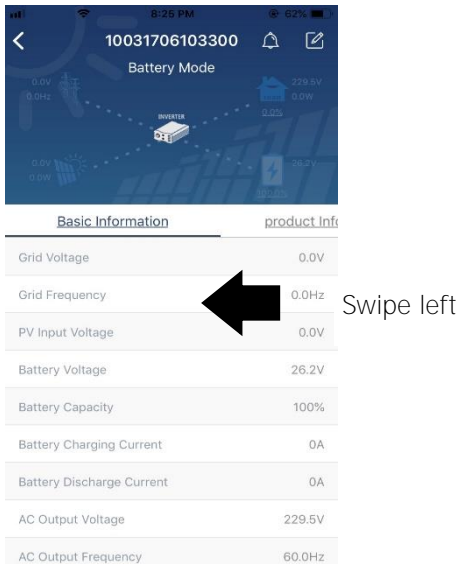 8:25 PM 62%
10031706103300
Battery Mode
0.0V
0.0Hz
229.5V
0.0W
0.0%
INVERTER
0.0V
0.0W
26.2V
100.0%
Basic Information product Info
Grid Voltage 0.0V
Grid Frequency 0.0Hz
Swipe left
PV Input Voltage 0.0V
Battery Voltage 26.2V
Battery Capacity 100%
Battery Charging Current 0A
Battery Discharge Current 0A
AC Output Voltage 229.5V
AC Output Frequency 60.0Hz